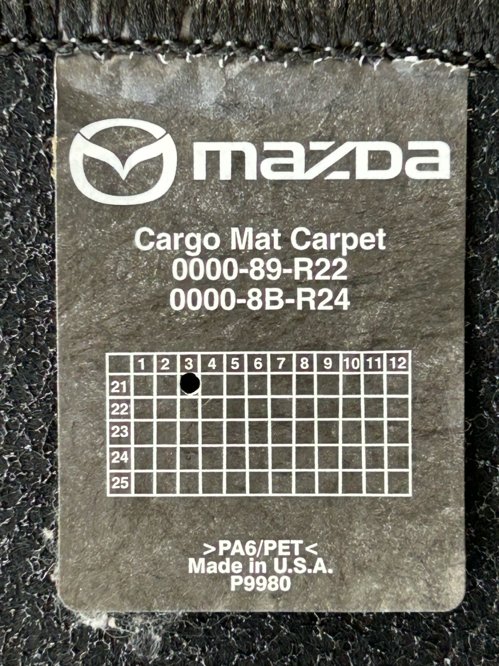 mazda
Cargo Mat Carpet
0000-89-R22
0000-8B-R24
1 2 3 4 5 6 7 8 9 10 11 12
21
22
23
24
25
>PA6/PET<
Made in U.S.A.
P9980